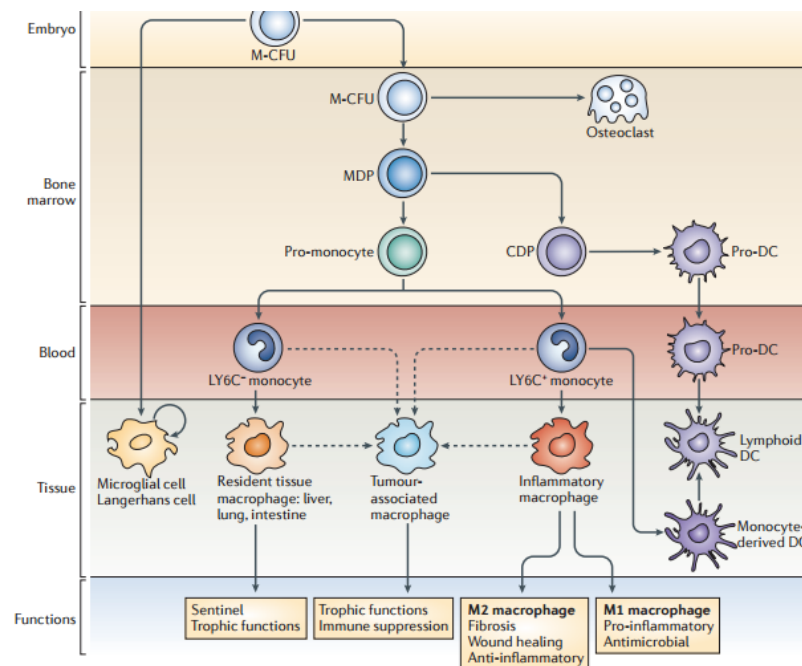 Embryo
M-CFU
Bone
marrow
M-CFU
Osteoclast
MDP
Pro-monocyte
CDP
Pro-DC
Blood
LY6C⁻ monocyte
LY6C⁺ monocyte
Pro-DC
Tissue
Microglial cell
Langerhans cell
Resident tissue
macrophage: liver,
lung, intestine
Tumour-
associated
macrophage
Inflammatory
macrophage
Lymphoid
DC
Monocyte-
derived DC
Functions
Sentinel
Trophic functions
Trophic functions
Immune suppression
M2 macrophage
Fibrosis
Wound healing
Anti-inflammatory
M1 macrophage
Pro-inflammatory
Antimicrobial